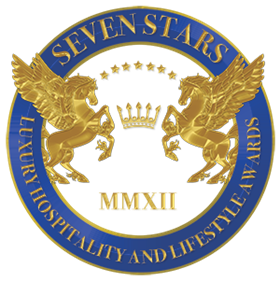 SEVEN STARS
MMXII
LUXURY HOSPITALITY AND LIFESTYLE AWARDS